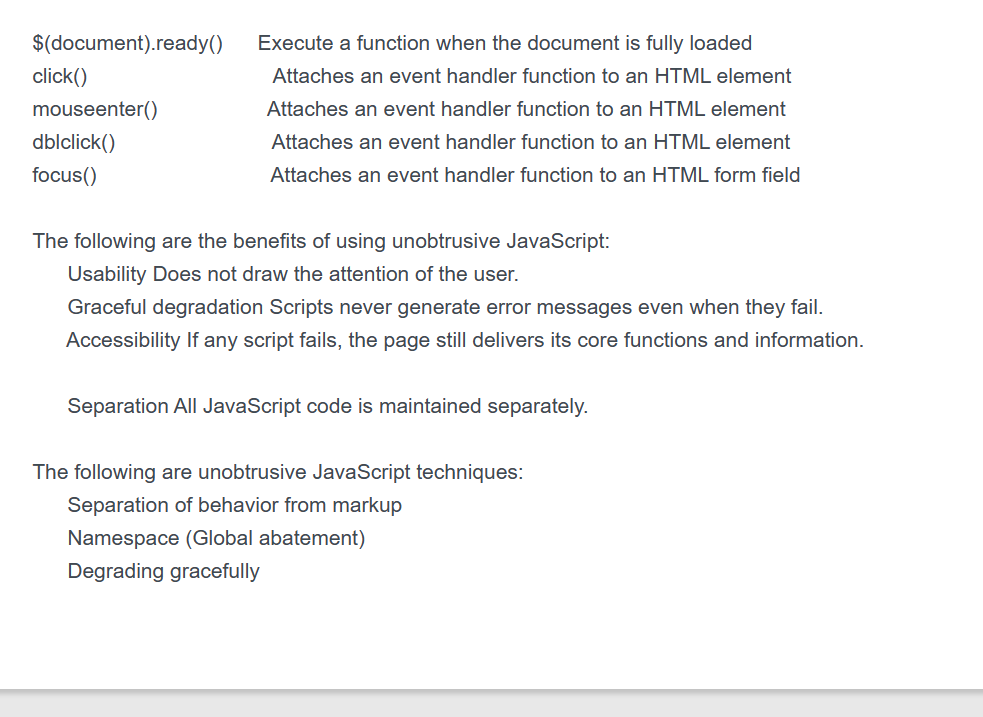 $(document).ready() Execute a function when the document is fully loaded
click() Attaches an event handler function to an HTML element
mouseenter() Attaches an event handler function to an HTML element
dblclick() Attaches an event handler function to an HTML element
focus() Attaches an event handler function to an HTML form field
The following are the benefits of using unobtrusive JavaScript:
Usability Does not draw the attention of the user.
Graceful degradation Scripts never generate error messages even when they fail.
Accessibility If any script fails, the page still delivers its core functions and information.
Separation All JavaScript code is maintained separately.
The following are unobtrusive JavaScript techniques:
Separation of behavior from markup
Namespace (Global abatement)
Degrading gracefully